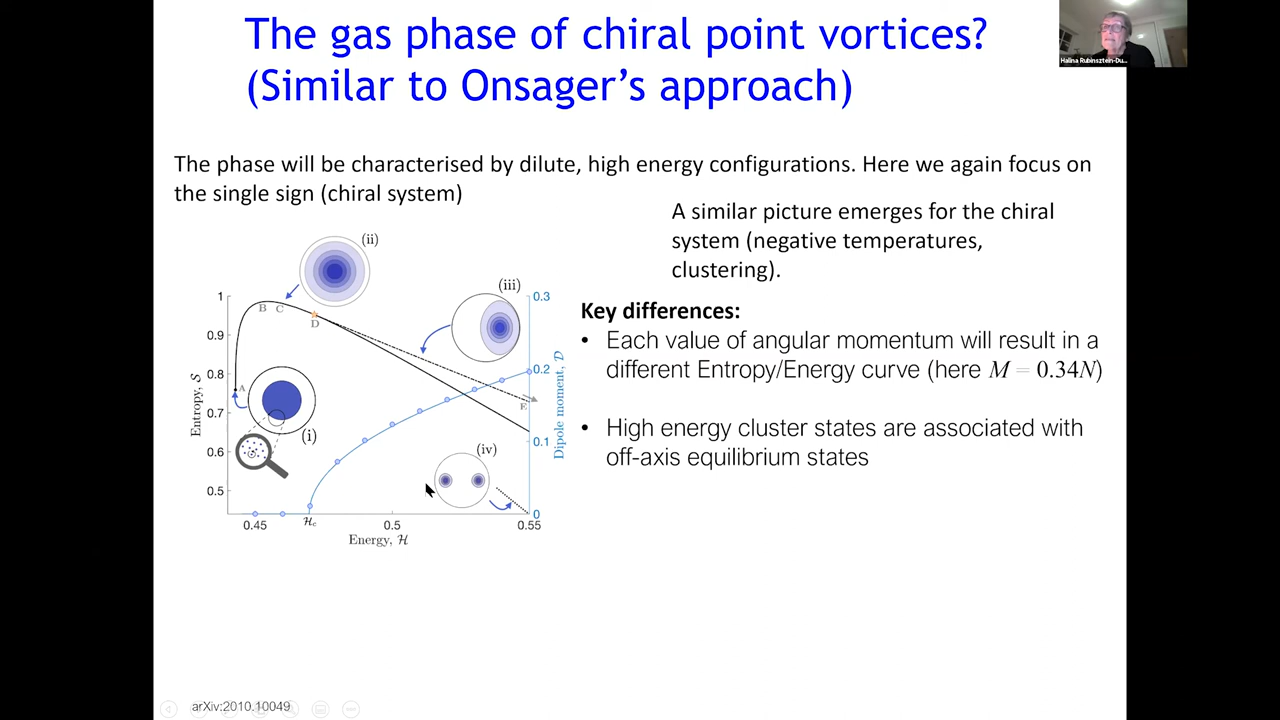 The gas phase of chiral point vortices?
(Similar to Onsager's approach)
Halina Rubinsztein-Du...
The phase will be characterised by dilute, high energy configurations. Here we again focus on
the single sign (chiral system)
A similar picture emerges for the chiral
system (negative temperatures,
clustering).
Key differences:
• Each value of angular momentum will result in a
different Entropy/Energy curve (here M = 0.34N)
• High energy cluster states are associated with
off-axis equilibrium states
(ii)
(iii)
1
B
C
D
0.3
0.9
0.8
A
0.2
E
0.7
(i)
0.6
(iv)
0.1
0.5
0
Entropy, S
Dipole moment, D
0.45
H_c
0.5
0.55
Energy, H
arXiv:2010.10049